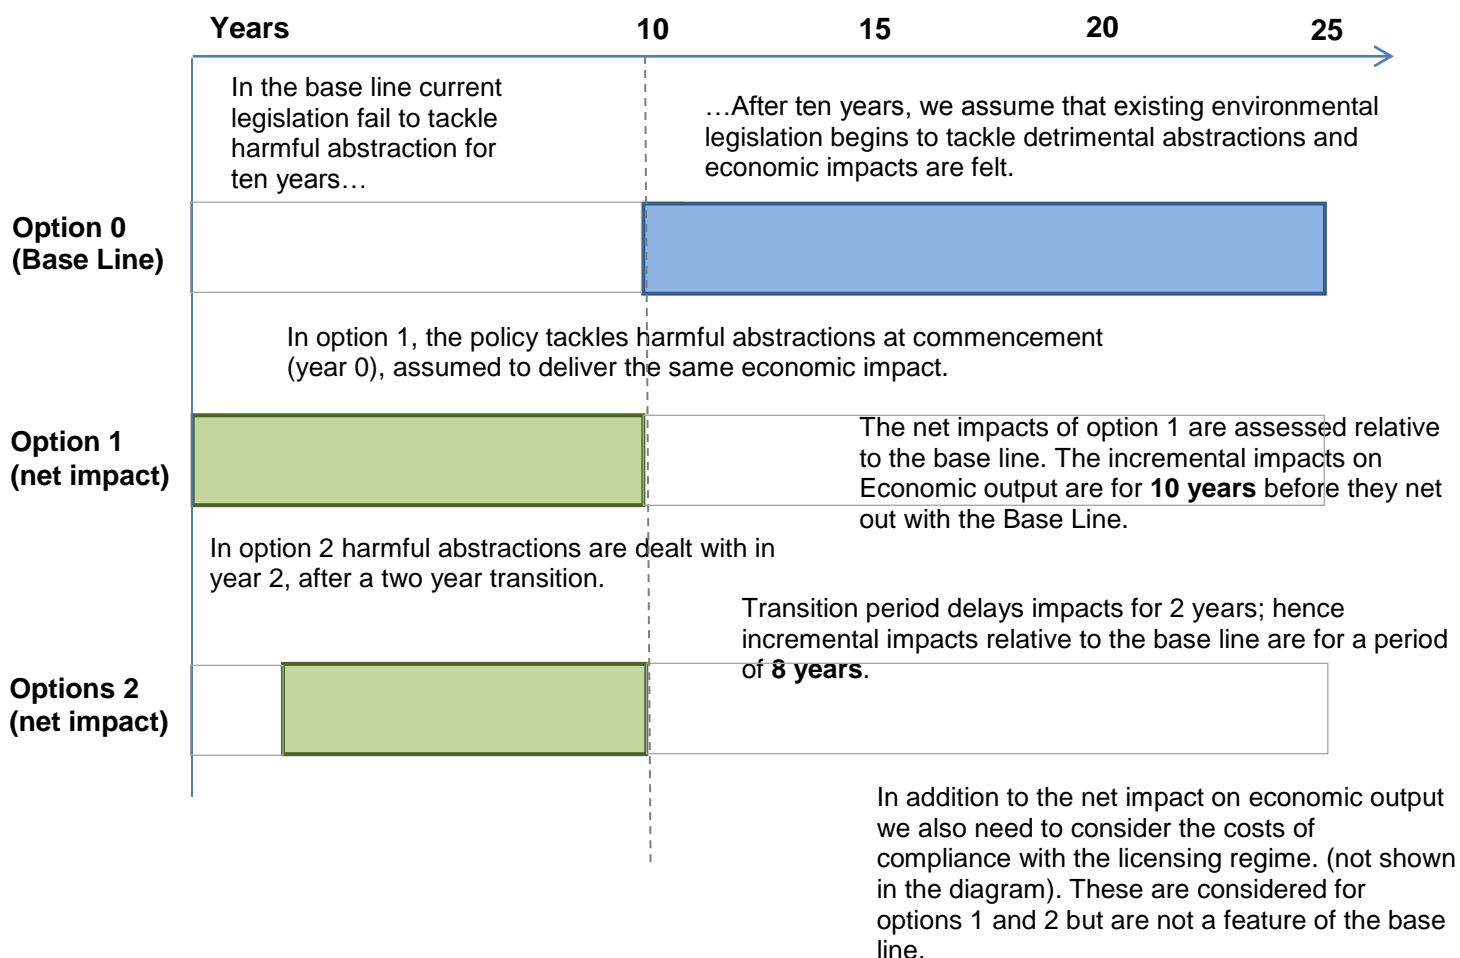 Years 10 15 20 25
In the base line current
legislation fail to tackle
harmful abstraction for
ten years…
…After ten years, we assume that existing environmental
legislation begins to tackle detrimental abstractions and
economic impacts are felt.
Option 0
(Base Line)
In option 1, the policy tackles harmful abstractions at commencement
(year 0), assumed to deliver the same economic impact.
Option 1
(net impact)
The net impacts of option 1 are assessed relative
to the base line. The incremental impacts on
Economic output are for 10 years before they net
out with the Base Line.
In option 2 harmful abstractions are dealt with in
year 2, after a two year transition.
Transition period delays impacts for 2 years; hence
incremental impacts relative to the base line are for a period
of 8 years.
Options 2
(net impact)
In addition to the net impact on economic output
we also need to consider the costs of
compliance with the licensing regime. (not shown
in the diagram). These are considered for
options 1 and 2 but are not a feature of the base
line.